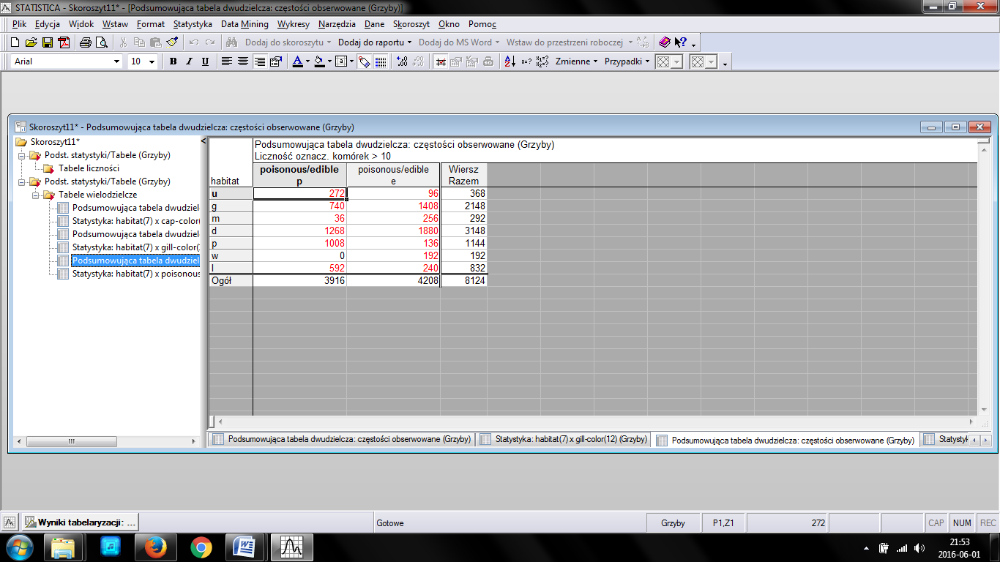 STATISTICA - Skoroszyt11* - [Podsumowująca tabela dwudzielcza: częstości obserwowane (Grzyby)]
Plik Edycja Widok Wstaw Format Statystyka Data Mining Wykresy Narzędzia Dane Skoroszyt Okno Pomoc
Dodaj do skoroszytu Dodaj do raportu Dodaj do MS Word Wstaw do przestrzeni roboczej
Arial 10 B I U Zmienne Przypadki
Skoroszyt11* - Podsumowująca tabela dwudzielcza: częstości obserwowane (Grzyby)
Skoroszyt11*
Podst. statystyki/Tabele (Grzyby)
Tabele liczności
Podst. statystyki/Tabele (Grzyby)
Tabele wielodzielcze
Podsumowująca tabela dwudziel
Statystyka: habitat(7) x cap-color(
Podsumowująca tabela dwudziel
Statystyka: habitat(7) x gill-color(
Podsumowująca tabela dwudziel
Statystyka: habitat(7) x poisonous
Podsumowująca tabela dwudzielcza: częstości obserwowane (Grzyby)
Liczność oznacz. komórek > 10
habitat poisonous/edible p poisonous/edible e Wiersz Razem
u 272 96 368
g 740 1408 2148
m 36 256 292
d 1268 1880 3148
p 1008 136 1144
w 0 192 192
l 592 240 832
Ogół 3916 4208 8124
Podsumowująca tabela dwudzielcza: częstości obserwowane (Grzyby) Statystyka: habitat(7) x gill-color(12) (Grzyby) Podsumowująca tabela dwudzielcza: częstości obserwowane (Grzyby) Statystyk
Wyniki tabelaryzacji: ... Gotowe Grzyby P1,Z1 272 CAP NUM REC
21:53
2016-06-01